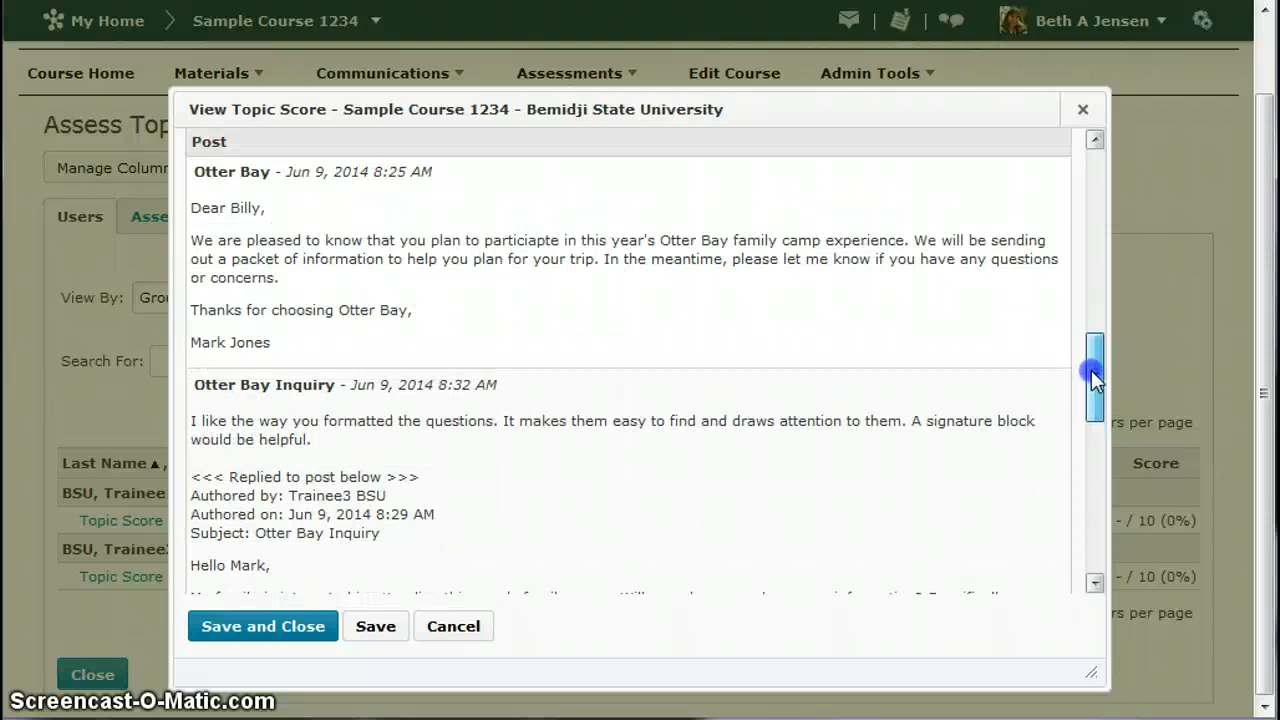 My Home
Sample Course 1234
Beth A Jensen
Course Home
Materials
Communications
Assessments
Edit Course
Admin Tools
Assess Top
Manage Column
Users
Asse
View By:
Grou
Search For:
rs per page
Last Name ▲,
Score
BSU, Trainee
Topic Score
- / 10 (0%)
BSU, Trainee
Topic Score
- / 10 (0%)
rs per page
Close
View Topic Score - Sample Course 1234 - Bemidji State University
Post
Otter Bay - Jun 9, 2014 8:25 AM
Dear Billy,
We are pleased to know that you plan to particiapte in this year's Otter Bay family camp experience. We will be sending
out a packet of information to help you plan for your trip. In the meantime, please let me know if you have any questions
or concerns.
Thanks for choosing Otter Bay,
Mark Jones
Otter Bay Inquiry - Jun 9, 2014 8:32 AM
I like the way you formatted the questions. It makes them easy to find and draws attention to them. A signature block
would be helpful.
<<< Replied to post below >>>
Authored by: Trainee3 BSU
Authored on: Jun 9, 2014 8:29 AM
Subject: Otter Bay Inquiry
Hello Mark,
Save and Close
Save
Cancel
Screencast-O-Matic.com